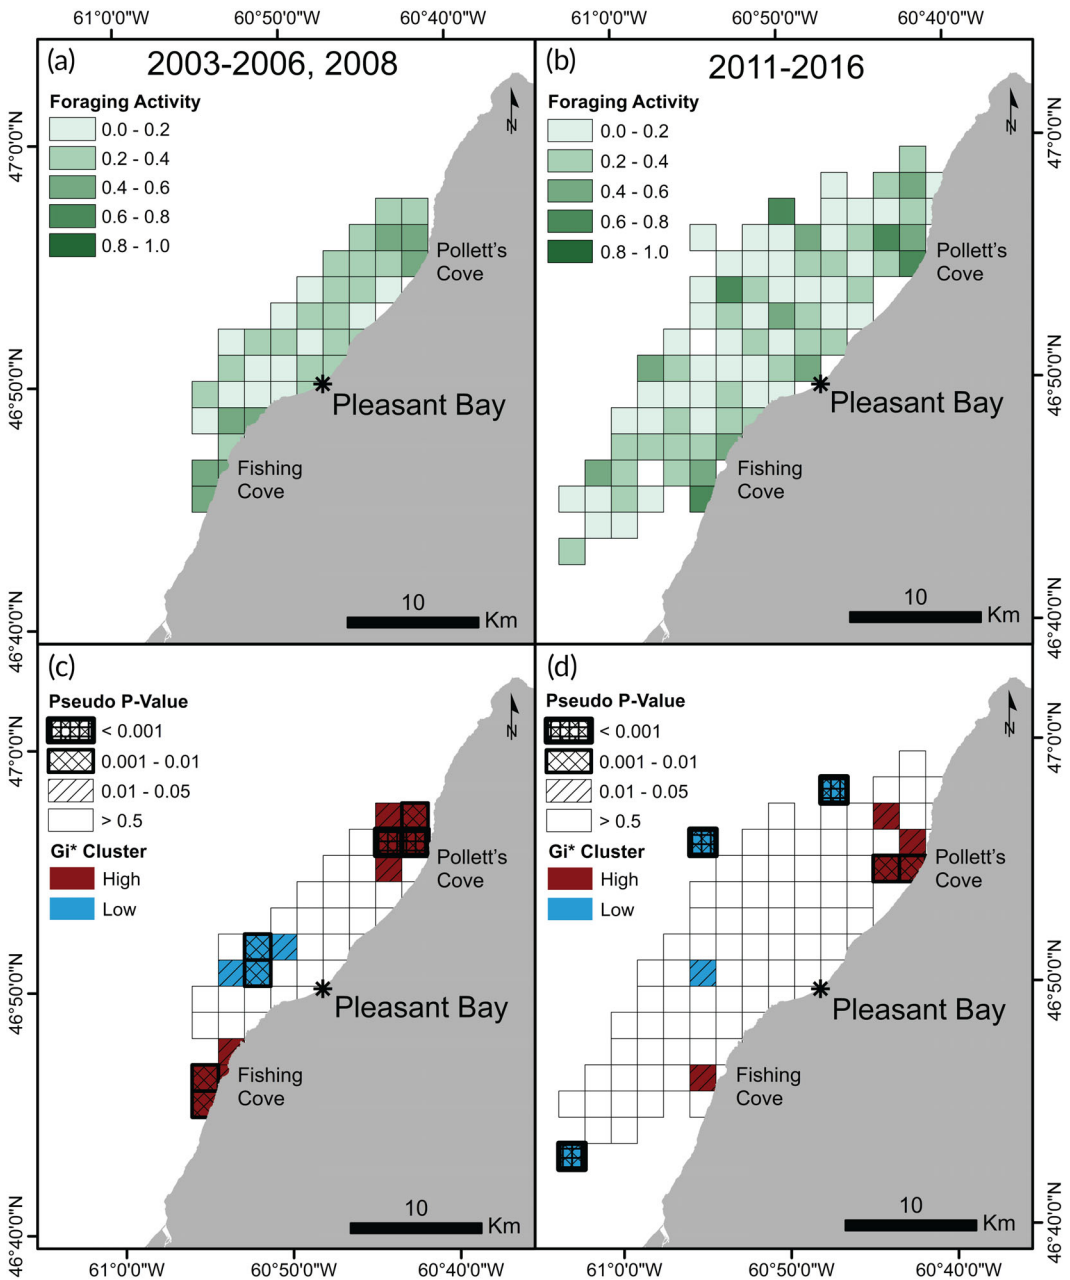 61°0'0"W 60°50'0"W 60°40'0"W 61°0'0"W 60°50'0"W 60°40'0"W
(a) 2003-2006, 2008
Foraging Activity
0.0 - 0.2
0.2 - 0.4
0.4 - 0.6
0.6 - 0.8
0.8 - 1.0
N
Pollett's
Cove
Pleasant Bay
Fishing
Cove
10
Km
47°0'0"N
46°50'0"N
46°40'0"N
(b) 2011-2016
Foraging Activity
0.0 - 0.2
0.2 - 0.4
0.4 - 0.6
0.6 - 0.8
0.8 - 1.0
N
Pollett's
Cove
Pleasant Bay
Fishing
Cove
10
Km
47°0'0"N
46°50'0"N
46°40'0"N
(c)
Pseudo P-Value
< 0.001
0.001 - 0.01
0.01 - 0.05
> 0.5
Gi* Cluster
High
Low
N
Pollett's
Cove
Pleasant Bay
Fishing
Cove
10
Km
47°0'0"N
46°50'0"N
46°40'0"N
(d)
Pseudo P-Value
< 0.001
0.001 - 0.01
0.01 - 0.05
> 0.5
Gi* Cluster
High
Low
N
Pollett's
Cove
Pleasant Bay
Fishing
Cove
10
Km
47°0'0"N
46°50'0"N
46°40'0"N
61°0'0"W 60°50'0"W 60°40'0"W 61°0'0"W 60°50'0"W 60°40'0"W